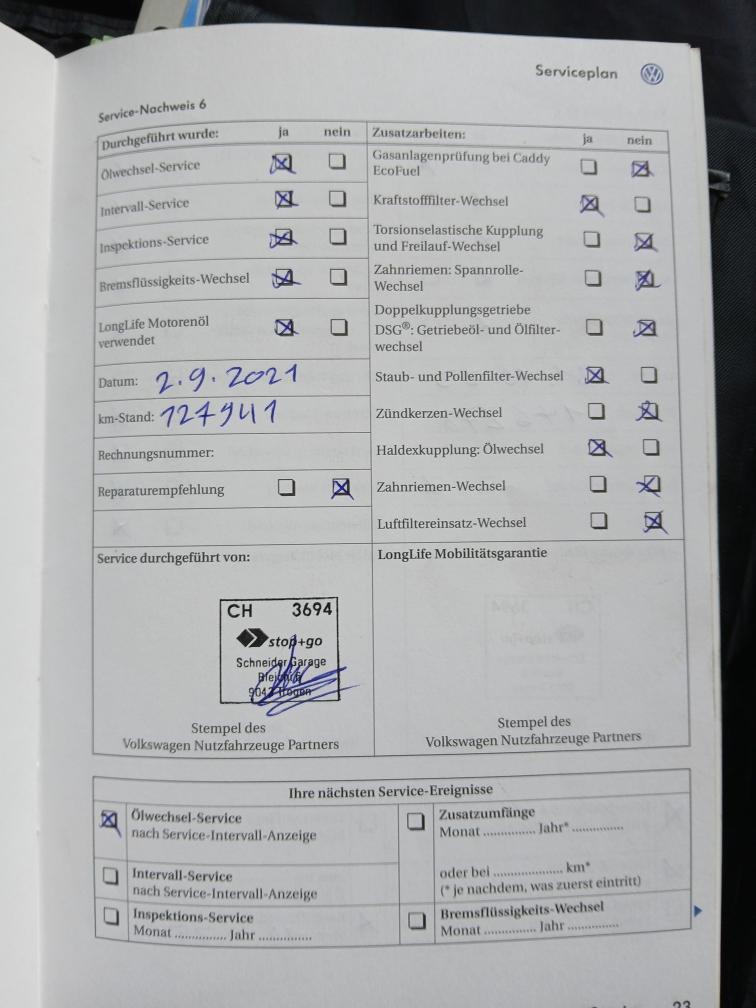 Serviceplan
Service-Nachweis 6
Durchgeführt wurde: ja nein
Ölwechsel-Service
Intervall-Service
Inspektions-Service
Bremsflüssigkeits-Wechsel
LongLife Motorenöl
verwendet
Datum: 2.9.2021
km-Stand: 127941
Rechnungsnummer:
Reparaturempfehlung
Zusatzarbeiten: ja nein
Gasanlagenprüfung bei Caddy
EcoFuel
Kraftstofffilter-Wechsel
Torsionselastische Kupplung
und Freilauf-Wechsel
Zahnriemen: Spannrolle-
Wechsel
Doppelkupplungsgetriebe
DSG®: Getriebeöl- und Ölfilter-
wechsel
Staub- und Pollenfilter-Wechsel
Zündkerzen-Wechsel
Haldexkupplung: Ölwechsel
Zahnriemen-Wechsel
Luftfiltereinsatz-Wechsel
Service durchgeführt von:
CH 3694
stop+go
Schneider Garage
9042 Trogen
Stempel des
Volkswagen Nutzfahrzeuge Partners
LongLife Mobilitätsgarantie
Stempel des
Volkswagen Nutzfahrzeuge Partners
Ihre nächsten Service-Ereignisse
Ölwechsel-Service
nach Service-Intervall-Anzeige
Intervall-Service
nach Service-Intervall-Anzeige
Inspektions-Service
Monat ............... Jahr ...............
Zusatzumfänge
Monat ............... Jahr* ...............
oder bei .................... km*
(* je nachdem, was zuerst eintritt)
Bremsflüssigkeits-Wechsel
Monat ............... Jahr ...............
23